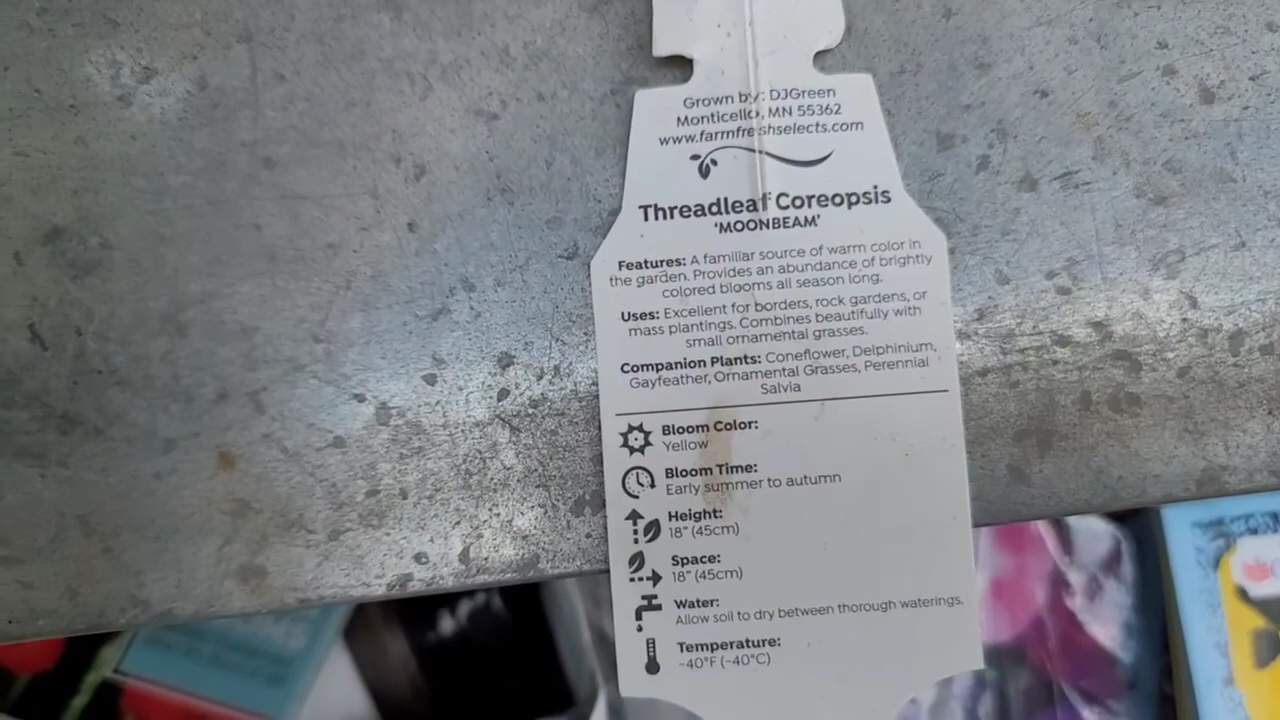 Grown by: DJGreen
Monticello, MN 55362
www.farmfreshselects.com
Threadleaf Coreopsis
'MOONBEAM'
Features: A familiar source of warm color in
the garden. Provides an abundance of brightly
colored blooms all season long.
Uses: Excellent for borders, rock gardens, or
mass plantings. Combines beautifully with
small ornamental grasses.
Companion Plants: Coneflower, Delphinium,
Gayfeather, Ornamental Grasses, Perennial
Salvia
Bloom Color:
Yellow
Bloom Time:
Early summer to autumn
Height:
18" (45cm)
Space:
18" (45cm)
Water:
Allow soil to dry between thorough waterings.
Temperature:
-40°F (-40°C)